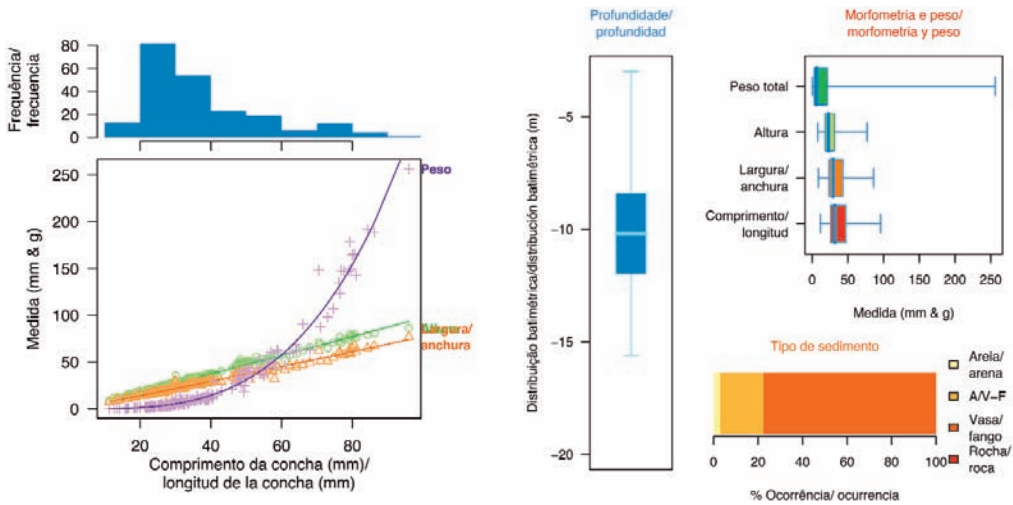 Frequência/
frecuencia
80
60
40
20
0
Medida (mm & g)
250
200
150
100
50
0
Peso
Largura/
anchura
20
40
60
80
Comprimento da concha (mm)/
longitud de la concha (mm)
Profundidade/
profundidad
Distribuição batimétrica/distribución batimétrica (m)
−5
−10
−15
−20
Morfometria e peso/
morfometría y peso
Peso total
Altura
Largura/
anchura
Comprimento/
longitud
0
50
100
150
200
250
Medida (mm & g)
Tipo de sedimento
Areia/
arena
A/V−F
Vasa/
fango
Rocha/
roca
0
20
40
60
80
100
% Ocorrência/ ocurrencia